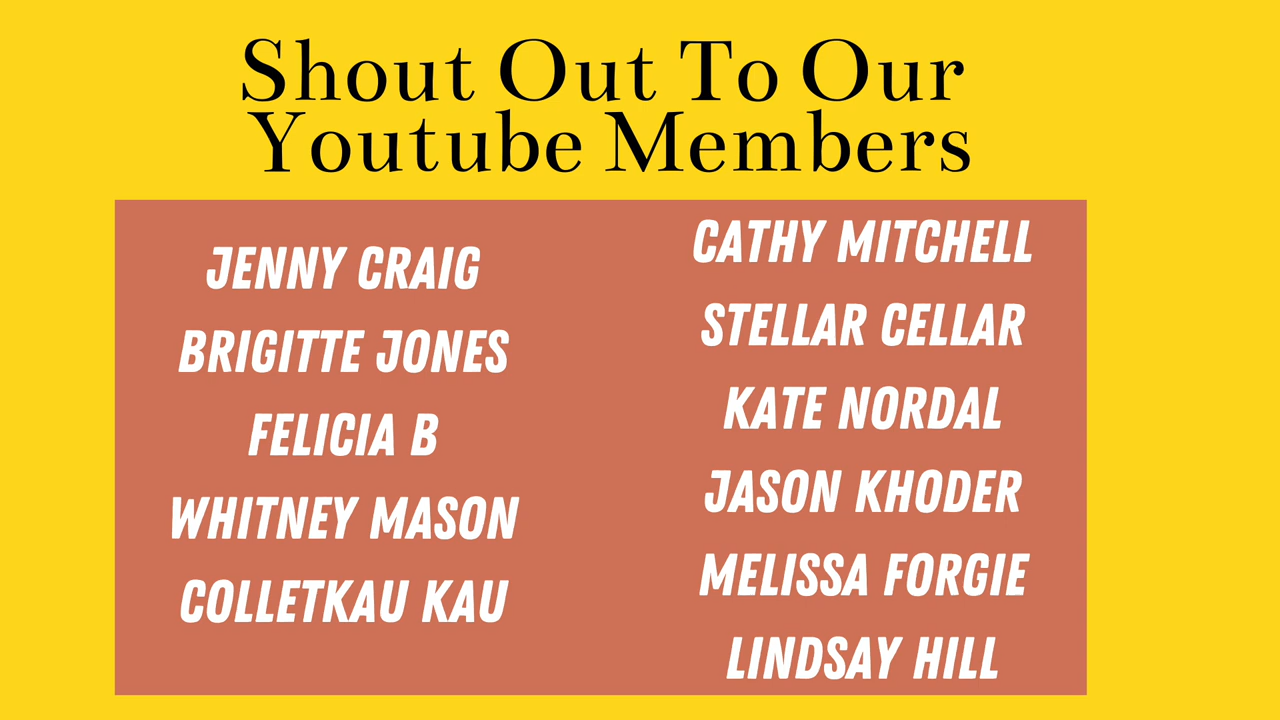 Shout Out To Our
Youtube Members
JENNY CRAIG
BRIGITTE JONES
FELICIA B
WHITNEY MASON
COLLETKAU KAU
CATHY MITCHELL
STELLAR CELLAR
KATE NORDAL
JASON KHODER
MELISSA FORGIE
LINDSAY HILL